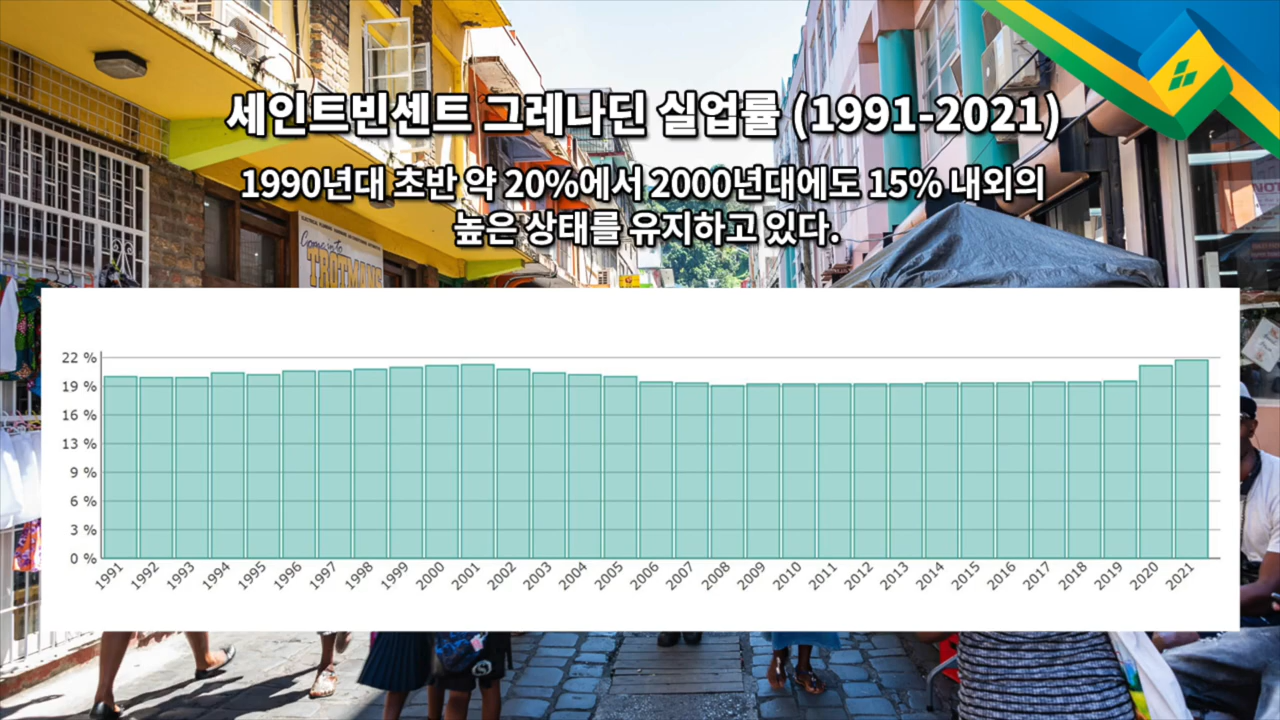 세인트빈센트 그레나딘 실업률 (1991-2021)
1990년대 초반 약 20%에서 2000년대에도 15% 내외의
높은 상태를 유지하고 있다.
Come in to
TROTMANS
22 %
19 %
16 %
13 %
9 %
6 %
3 %
0 %
1991 1992 1993 1994 1995 1996 1997 1998 1999 2000 2001 2002 2003 2004 2005 2006 2007 2008 2009 2010 2011 2012 2013 2014 2015 2016 2017 2018 2019 2020 2021